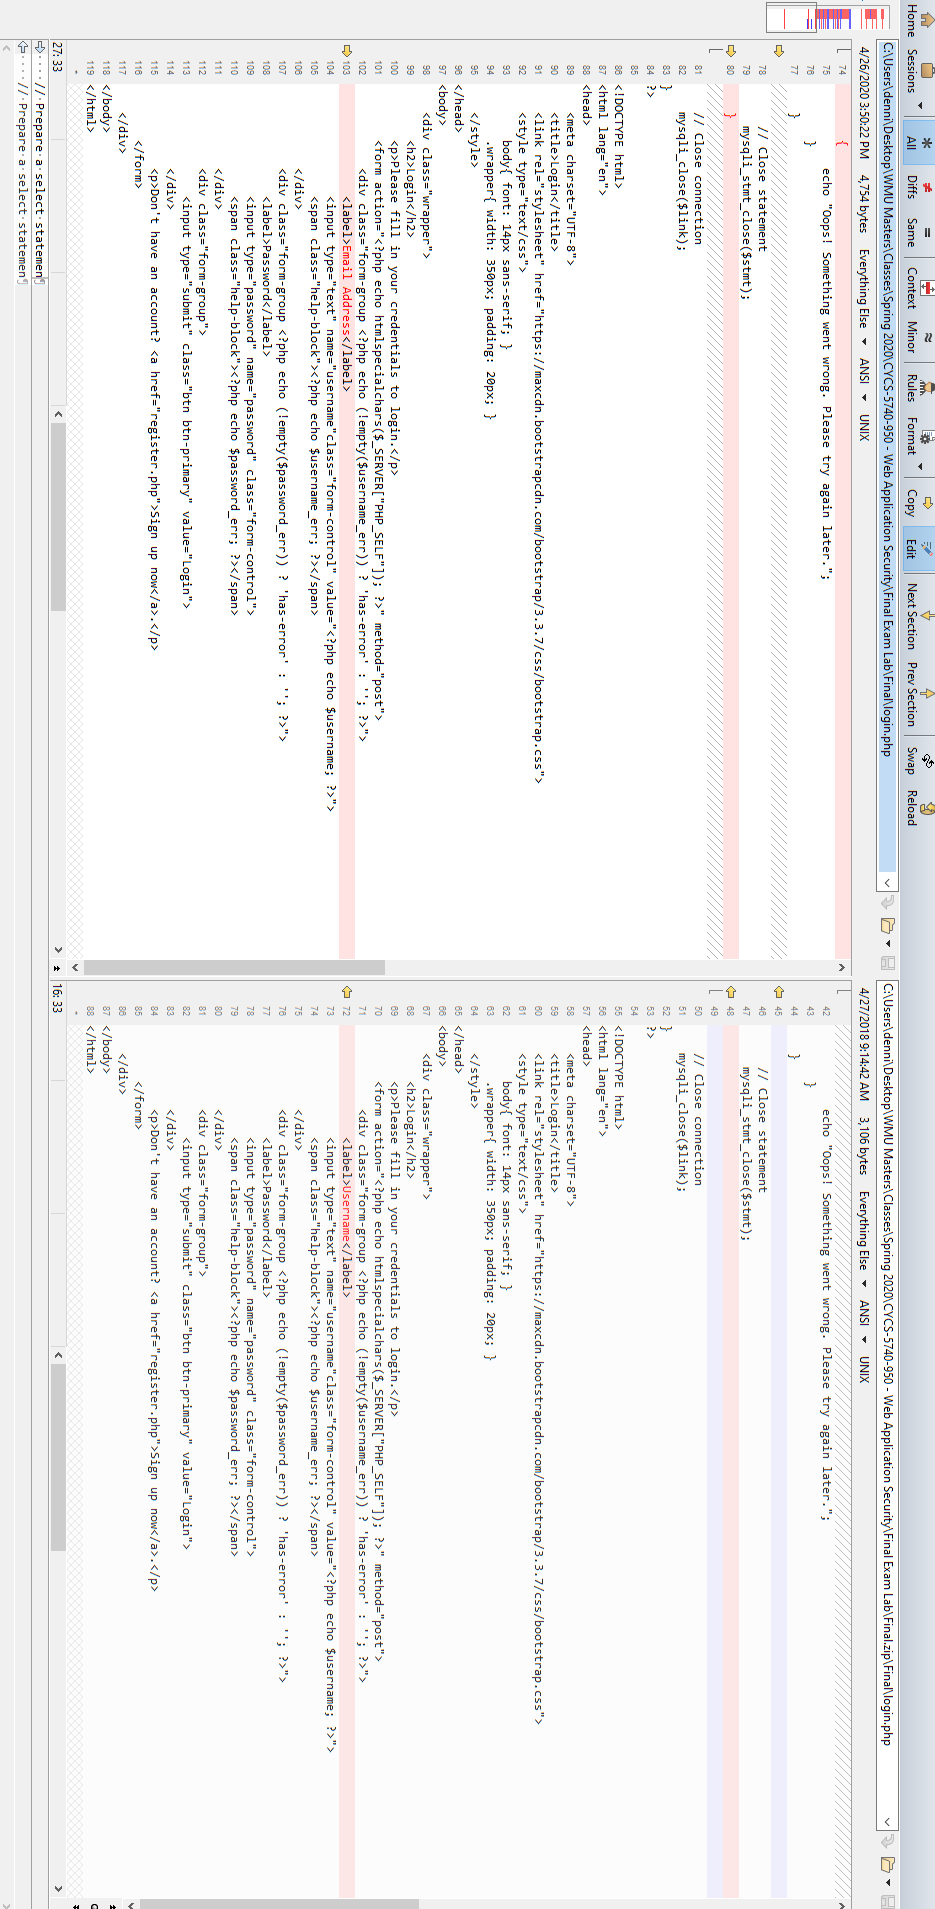 Home Sessions All Diffs Same Context Minor Rules Format Copy Edit Next Section Prev Section Swap Reload
C:\Users\denni\Desktop\WMU Masters\Classes\Spring 2020\CYCS-5740-950 - Web Application Security\Final Exam Lab\Final\login.php
4/26/2020 3:50:22 PM 4,754 bytes Everything Else ANSI UNIX
74 {
75 echo "Oops! Something went wrong. Please try again later.";
76 }
77 }
78 // Close statement
79 mysqli_stmt_close($stmt);
80 }
81 // Close connection
82 mysqli_close($link);
83 }
84 ?>
86 <!DOCTYPE html>
87 <html lang="en">
88 <head>
89 <meta charset="UTF-8">
90 <title>Login</title>
91 <link rel="stylesheet" href="https://maxcdn.bootstrapcdn.com/bootstrap/3.3.7/css/bootstrap.css">
92 <style type="text/css">
93 body{ font: 14px sans-serif; }
94 .wrapper{ width: 350px; padding: 20px; }
95 </style>
96 </head>
97 <body>
98 <div class="wrapper">
99 <h2>Login</h2>
100 <p>Please fill in your credentials to login.</p>
101 <form action="<?php echo htmlspecialchars($_SERVER["PHP_SELF"]); ?>" method="post">
102 <div class="form-group <?php echo (!empty($username_err)) ? 'has-error' : ''; ?>">
103 <label>Email Address</label>
104 <input type="text" name="username"class="form-control" value="<?php echo $username; ?>">
105 <span class="help-block"><?php echo $username_err; ?></span>
106 </div>
107 <div class="form-group <?php echo (!empty($password_err)) ? 'has-error' : ''; ?>">
108 <label>Password</label>
109 <input type="password" name="password" class="form-control">
110 <span class="help-block"><?php echo $password_err; ?></span>
111 </div>
112 <div class="form-group">
113 <input type="submit" class="btn btn-primary" value="Login">
114 </div>
115 <p>Don't have an account? <a href="register.php">Sign up now</a>.</p>
116 </form>
117 </div>
118 </body>
119 </html>
27:33
C:\Users\denni\Desktop\WMU Masters\Classes\Spring 2020\CYCS-5740-950 - Web Application Security\Final Exam Lab\Final.zip\Final\login.php
4/27/2018 9:14:42 AM 3,106 bytes Everything Else ANSI UNIX
42 echo "Oops! Something went wrong. Please try again later.";
43 }
44 }
45
46 // Close statement
47 mysqli_stmt_close($stmt);
48 }
49
50 // Close connection
51 mysqli_close($link);
52 }
53 ?>
55 <!DOCTYPE html>
56 <html lang="en">
57 <head>
58 <meta charset="UTF-8">
59 <title>Login</title>
60 <link rel="stylesheet" href="https://maxcdn.bootstrapcdn.com/bootstrap/3.3.7/css/bootstrap.css">
61 <style type="text/css">
62 body{ font: 14px sans-serif; }
63 .wrapper{ width: 350px; padding: 20px; }
64 </style>
65 </head>
66 <body>
67 <div class="wrapper">
68 <h2>Login</h2>
69 <p>Please fill in your credentials to login.</p>
70 <form action="<?php echo htmlspecialchars($_SERVER["PHP_SELF"]); ?>" method="post">
71 <div class="form-group <?php echo (!empty($username_err)) ? 'has-error' : ''; ?>">
72 <label>Username</label>
73 <input type="text" name="username"class="form-control" value="<?php echo $username; ?>">
74 <span class="help-block"><?php echo $username_err; ?></span>
75 </div>
76 <div class="form-group <?php echo (!empty($password_err)) ? 'has-error' : ''; ?>">
77 <label>Password</label>
78 <input type="password" name="password" class="form-control">
79 <span class="help-block"><?php echo $password_err; ?></span>
80 </div>
81 <div class="form-group">
82 <input type="submit" class="btn btn-primary" value="Login">
83 </div>
84 <p>Don't have an account? <a href="register.php">Sign up now</a>.</p>
85 </form>
86 </div>
87 </body>
88 </html>
16:33
// Prepare a select statemen¶
// Prepare a select statemen¶